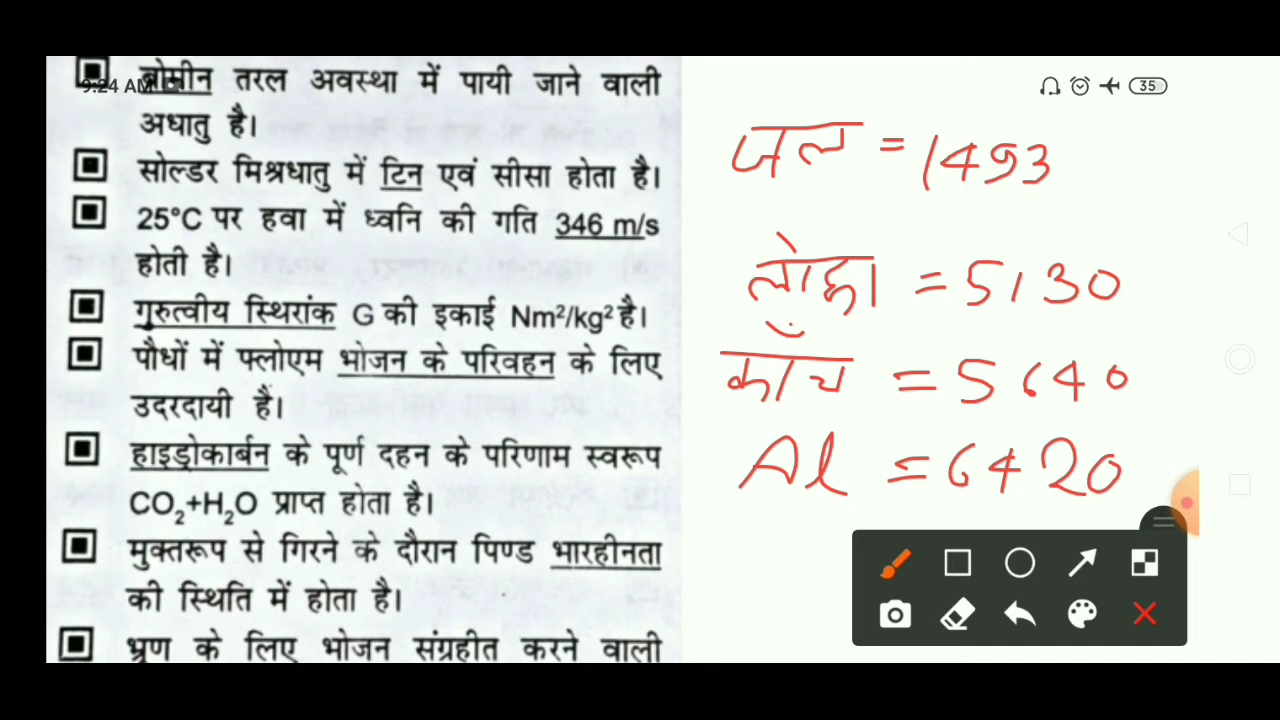 9:24 AM
35
ब्रोमीन तरल अवस्था में पायी जाने वाली
अधातु है।
सोल्डर मिश्रधातु में टिन एवं सीसा होता है।
25°C पर हवा में ध्वनि की गति 346 m/s
होती है।
गुरुत्वीय स्थिरांक G की इकाई Nm²/kg² है।
पौधों में फ्लोएम भोजन के परिवहन के लिए
उदरदायी है।
हाइड्रोकार्बन के पूर्ण दहन के परिणाम स्वरूप
CO₂+H₂O प्राप्त होता है।
मुक्तरूप से गिरने के दौरान पिण्ड भारहीनता
की स्थिति में होता है।
भ्रूण के लिए भोजन संग्रहीत करने वाली
जल = 1493
लोहा = 5130
काँच = 5640
Al = 6420